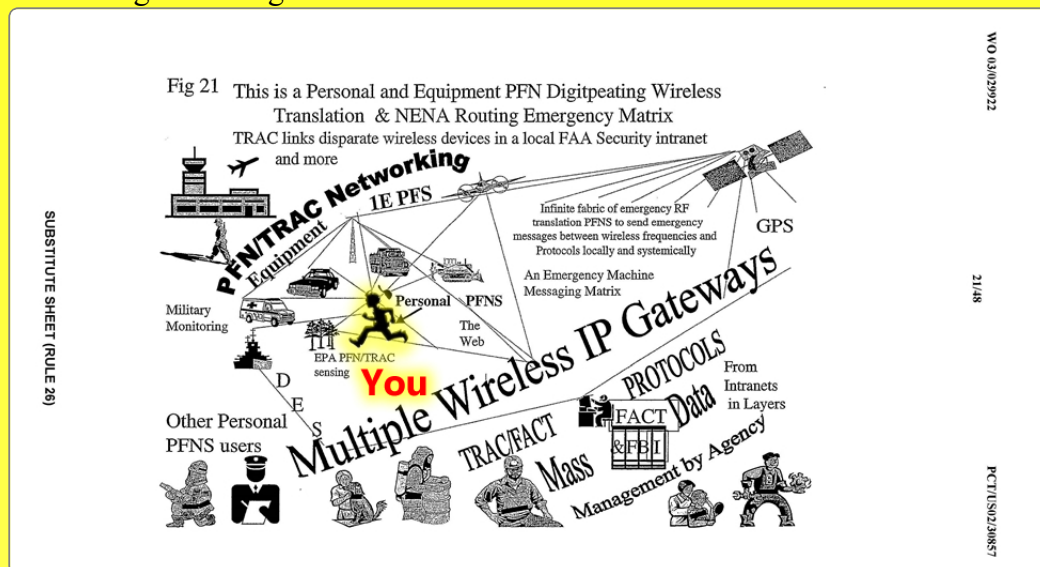 WO 03/029922
Fig 21
This is a Personal and Equipment PFN Digitpeating Wireless
Translation & NENA Routing Emergency Matrix
TRAC links disparate wireless devices in a local FAA Security intranet
and more
PFN/TRAC Networking
1E PFS
Equipment
Infinite fabric of emergency RF
translation PFNS to send emergency
messages between wireless frequencies and
Protocols locally and systemically
GPS
An Emergency Machine
Messaging Matrix
Personal PFNS
Military
Monitoring
The
Web
EPA PFN/TRAC
sensing
You
D
E
S
Multiple Wireless IP Gateways
PROTOCOLS
Data
From
Intranets
in Layers
FACT
&FBI
Other Personal
PFNS users
TRAC/FACT
Mass
Management by Agency
SUBSTITUTE SHEET (RULE 26)
21/48
PCT/US02/30857